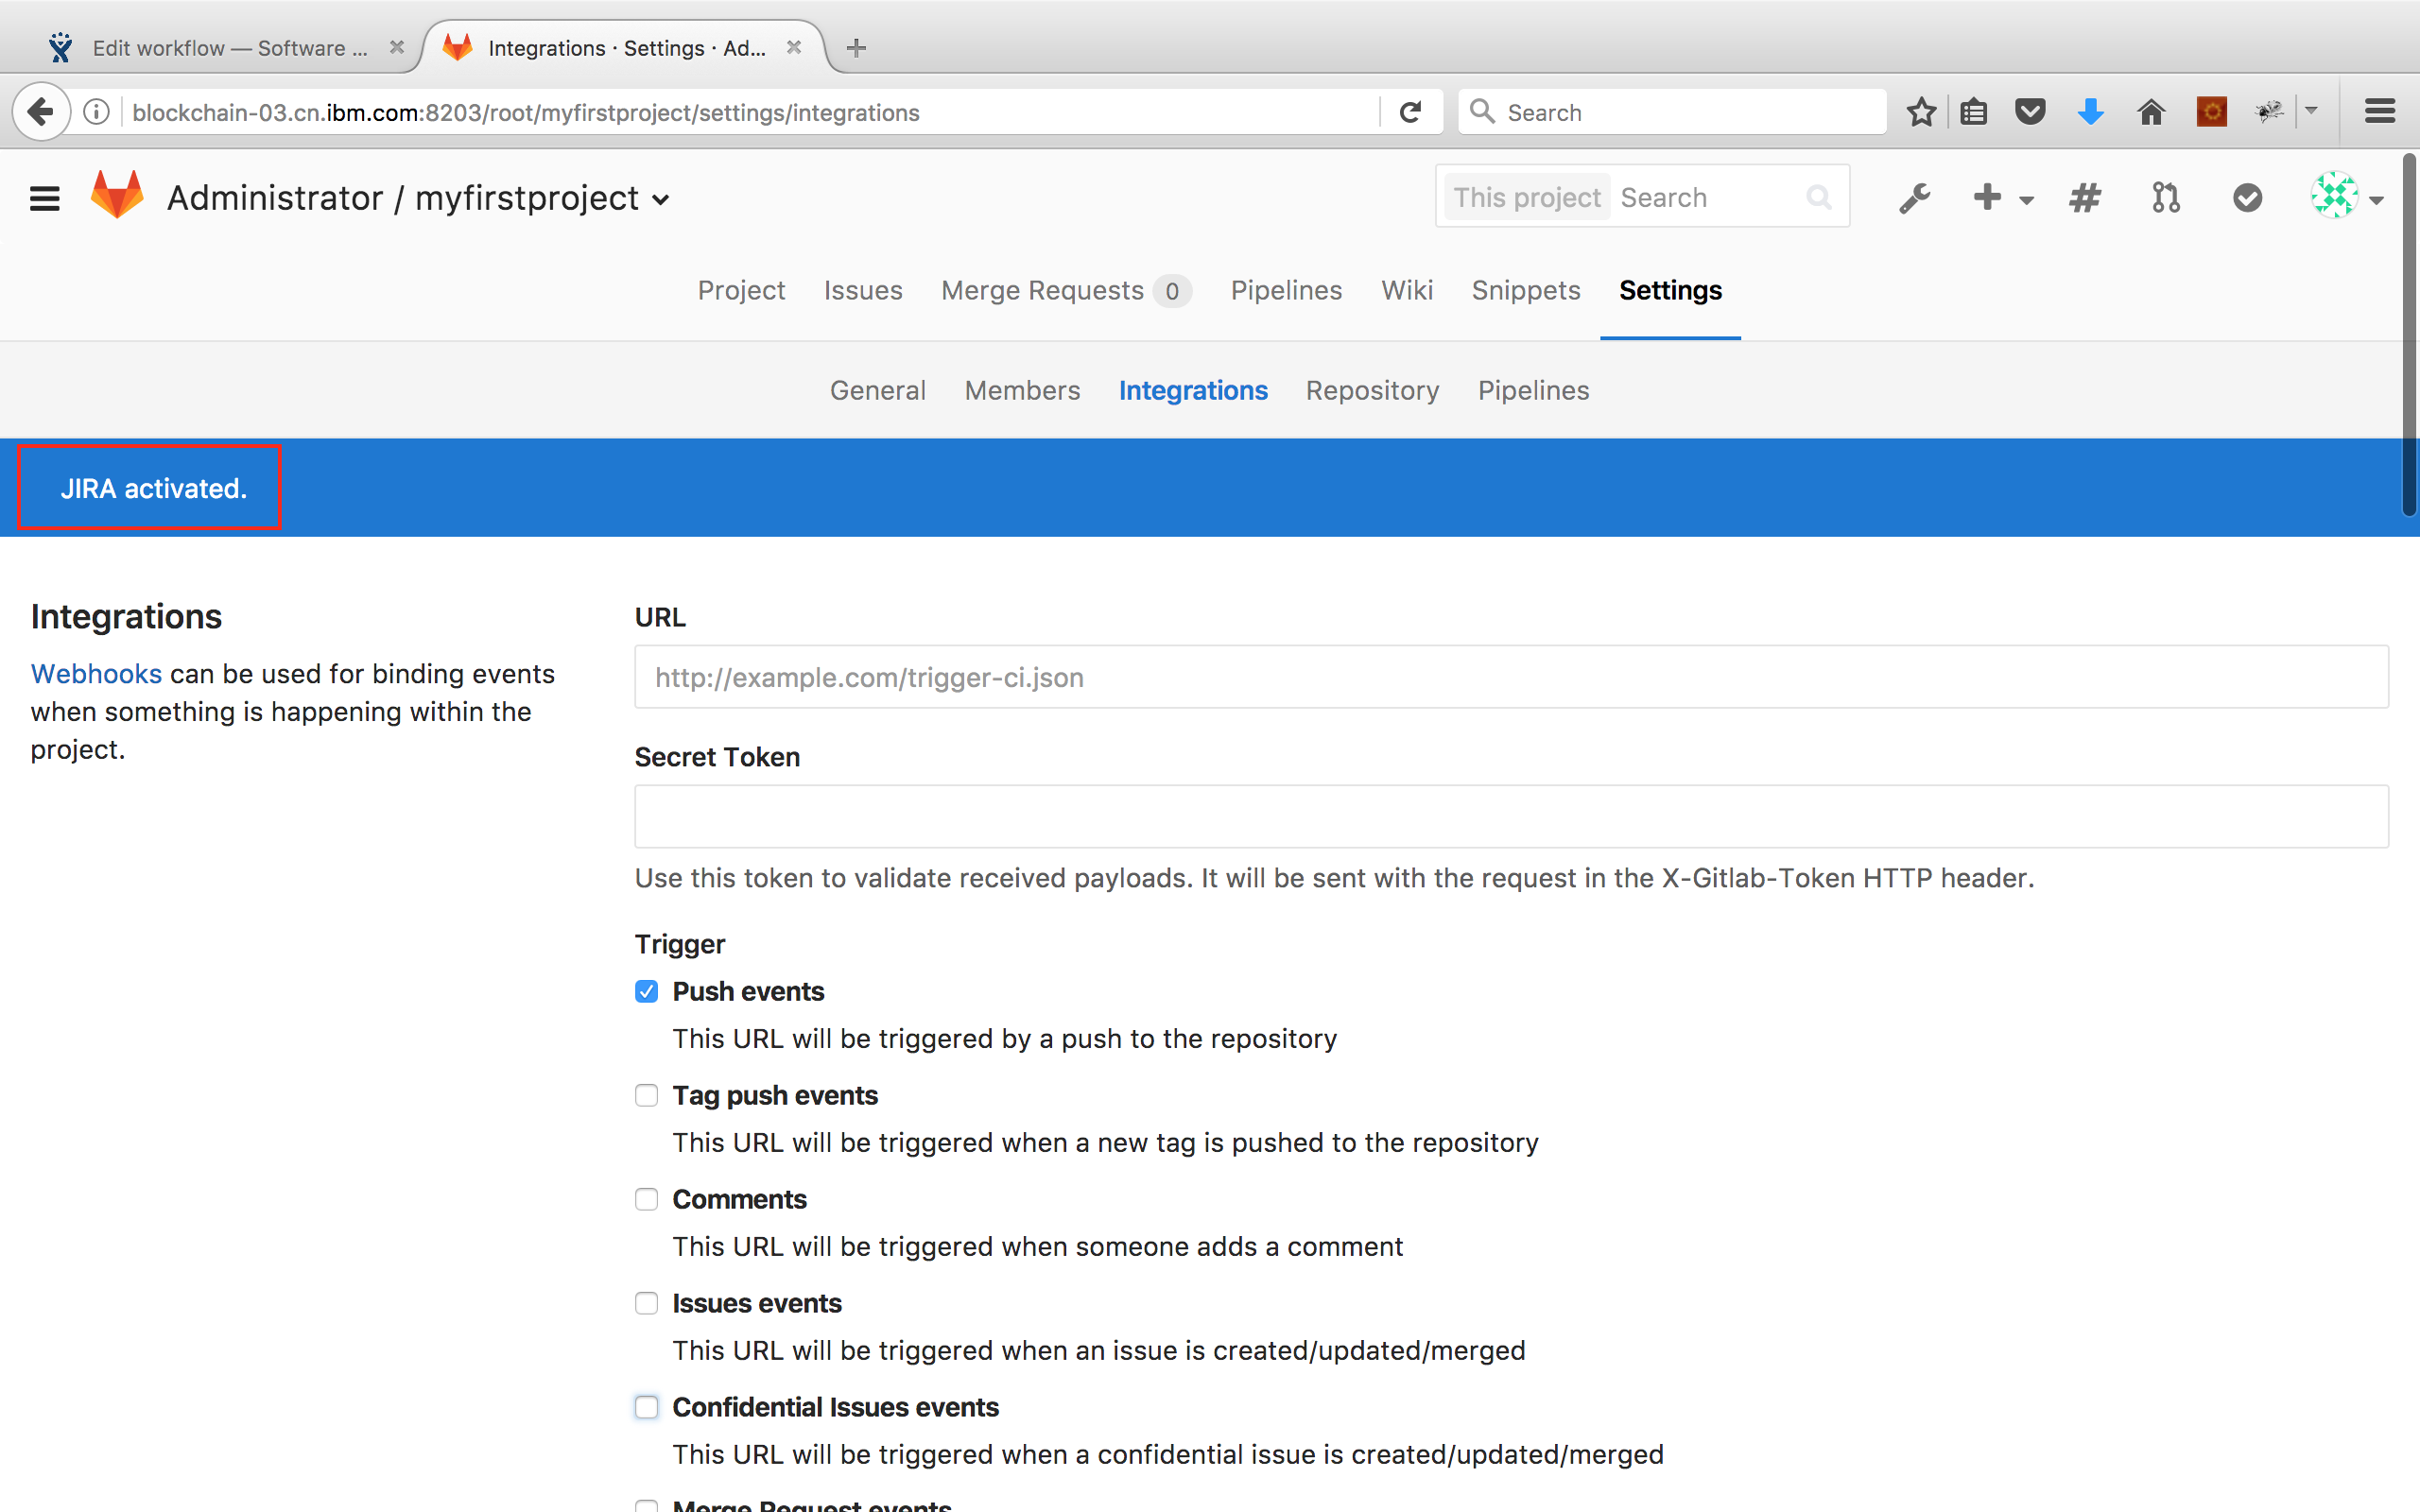 Edit workflow — Software ...
Integrations · Settings · Ad...
blockchain-03.cn.ibm.com:8203/root/myfirstproject/settings/integrations
Search
Administrator / myfirstproject
This project Search
Project Issues Merge Requests 0 Pipelines Wiki Snippets Settings
General Members Integrations Repository Pipelines
JIRA activated.
Integrations
Webhooks can be used for binding events
when something is happening within the
project.
URL
http://example.com/trigger-ci.json
Secret Token
Use this token to validate received payloads. It will be sent with the request in the X-Gitlab-Token HTTP header.
Trigger
Push events
This URL will be triggered by a push to the repository
Tag push events
This URL will be triggered when a new tag is pushed to the repository
Comments
This URL will be triggered when someone adds a comment
Issues events
This URL will be triggered when an issue is created/updated/merged
Confidential Issues events
This URL will be triggered when a confidential issue is created/updated/merged
Merge Request events